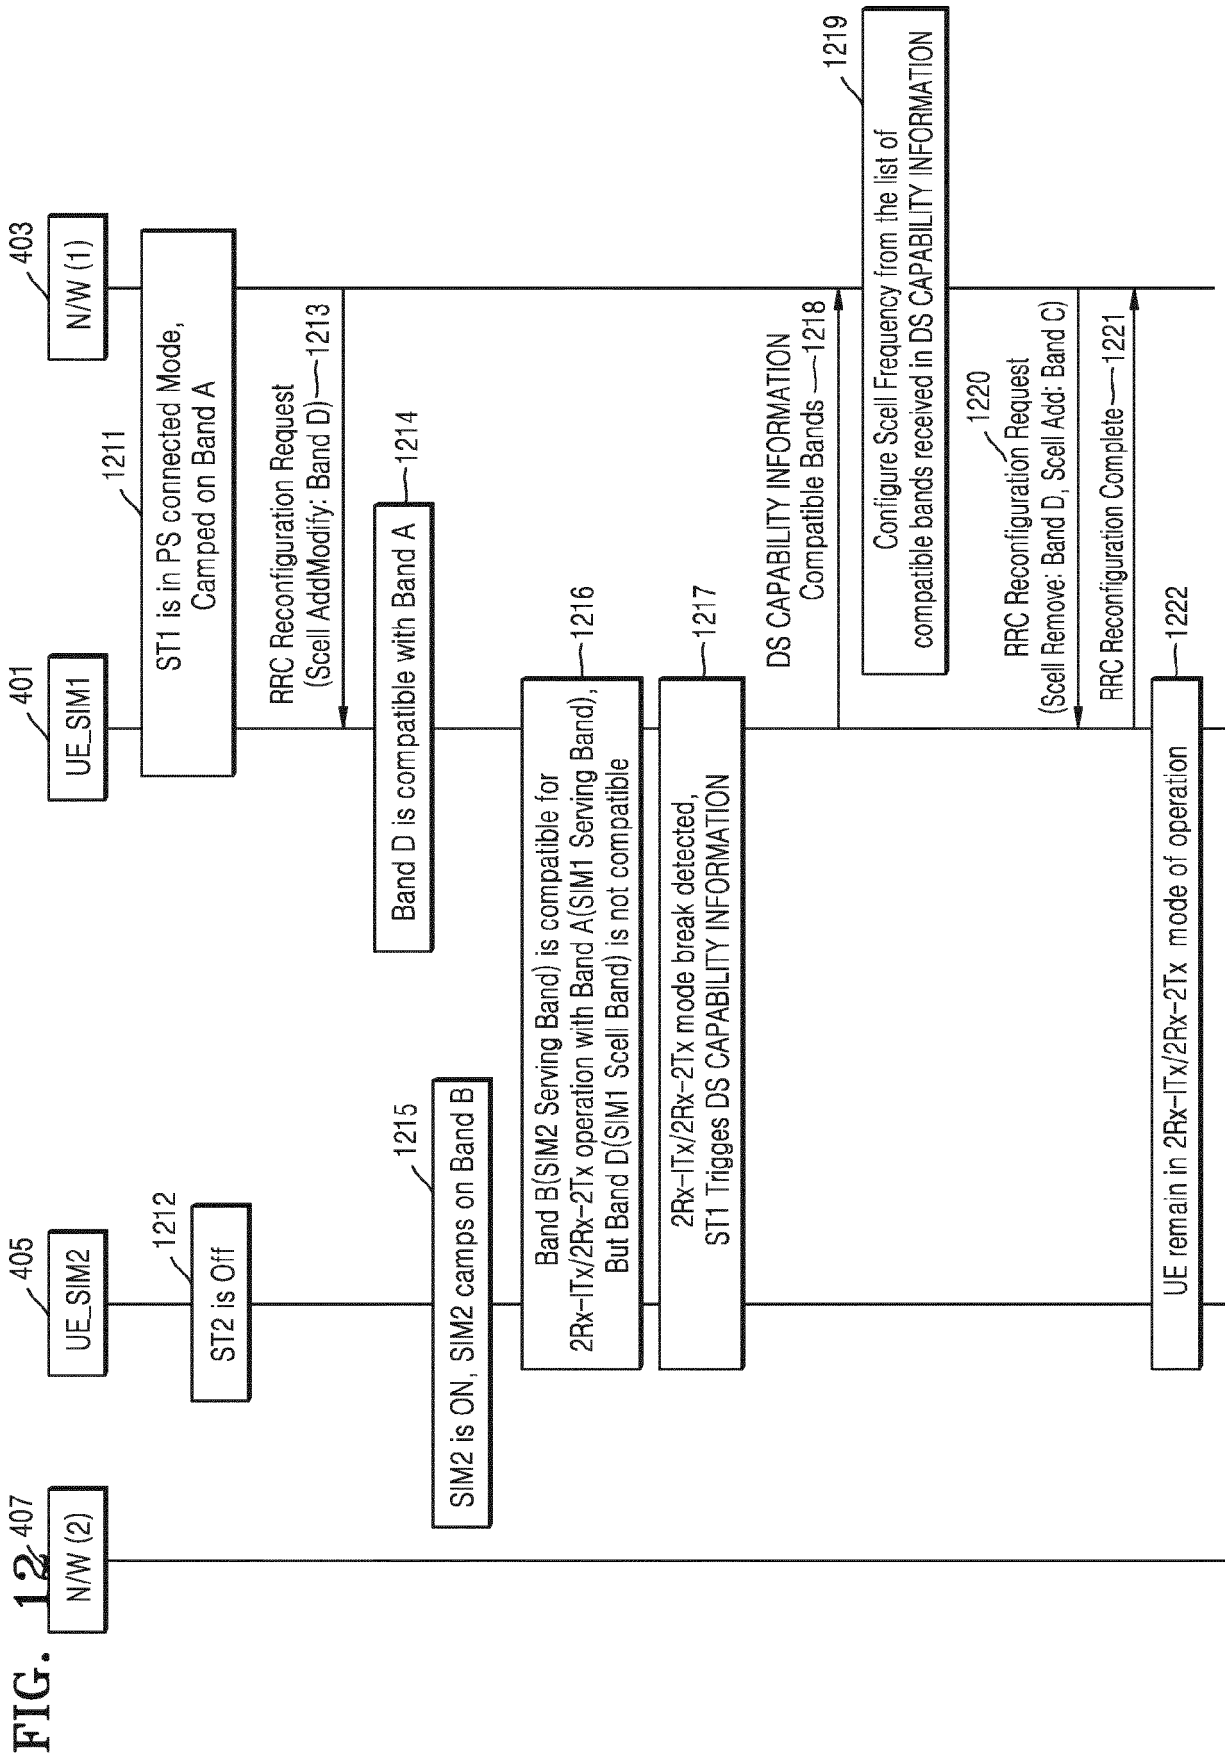 FIG. 12
407
N/W (2)
405
UE_SIM2
401
UE_SIM1
403
N/W (1)
1211
ST1 is in PS connected Mode,
Camped on Band A
1212
ST2 is Off
RRC Reconfiguration Request
(Scell AddModify: Band D)
1213
1214
Band D is compatible with Band A
1215
SIM2 is ON, SIM2 camps on Band B
1216
Band B(SIM2 Serving Band) is compatible for
2Rx-ITx/2Rx-2Tx operation with Band A(SIM1 Serving Band),
But Band D(SIM1 Scell Band) is not compatible
1217
2Rx-ITx/2Rx-2Tx mode break detected,
ST1 Trigges DS CAPABILITY INFORMATION
DS CAPABILITY INFORMATION
Compatible Bands
1218
1219
Configure Scell Frequency from the list of
compatible bands received in DS CAPABILITY INFORMATION
1220
RRC Reconfiguration Request
(Scell Remove: Band D, Scell Add: Band C)
RRC Reconfiguration Complete
1221
1222
UE remain in 2Rx-ITx/2Rx-2Tx mode of operation